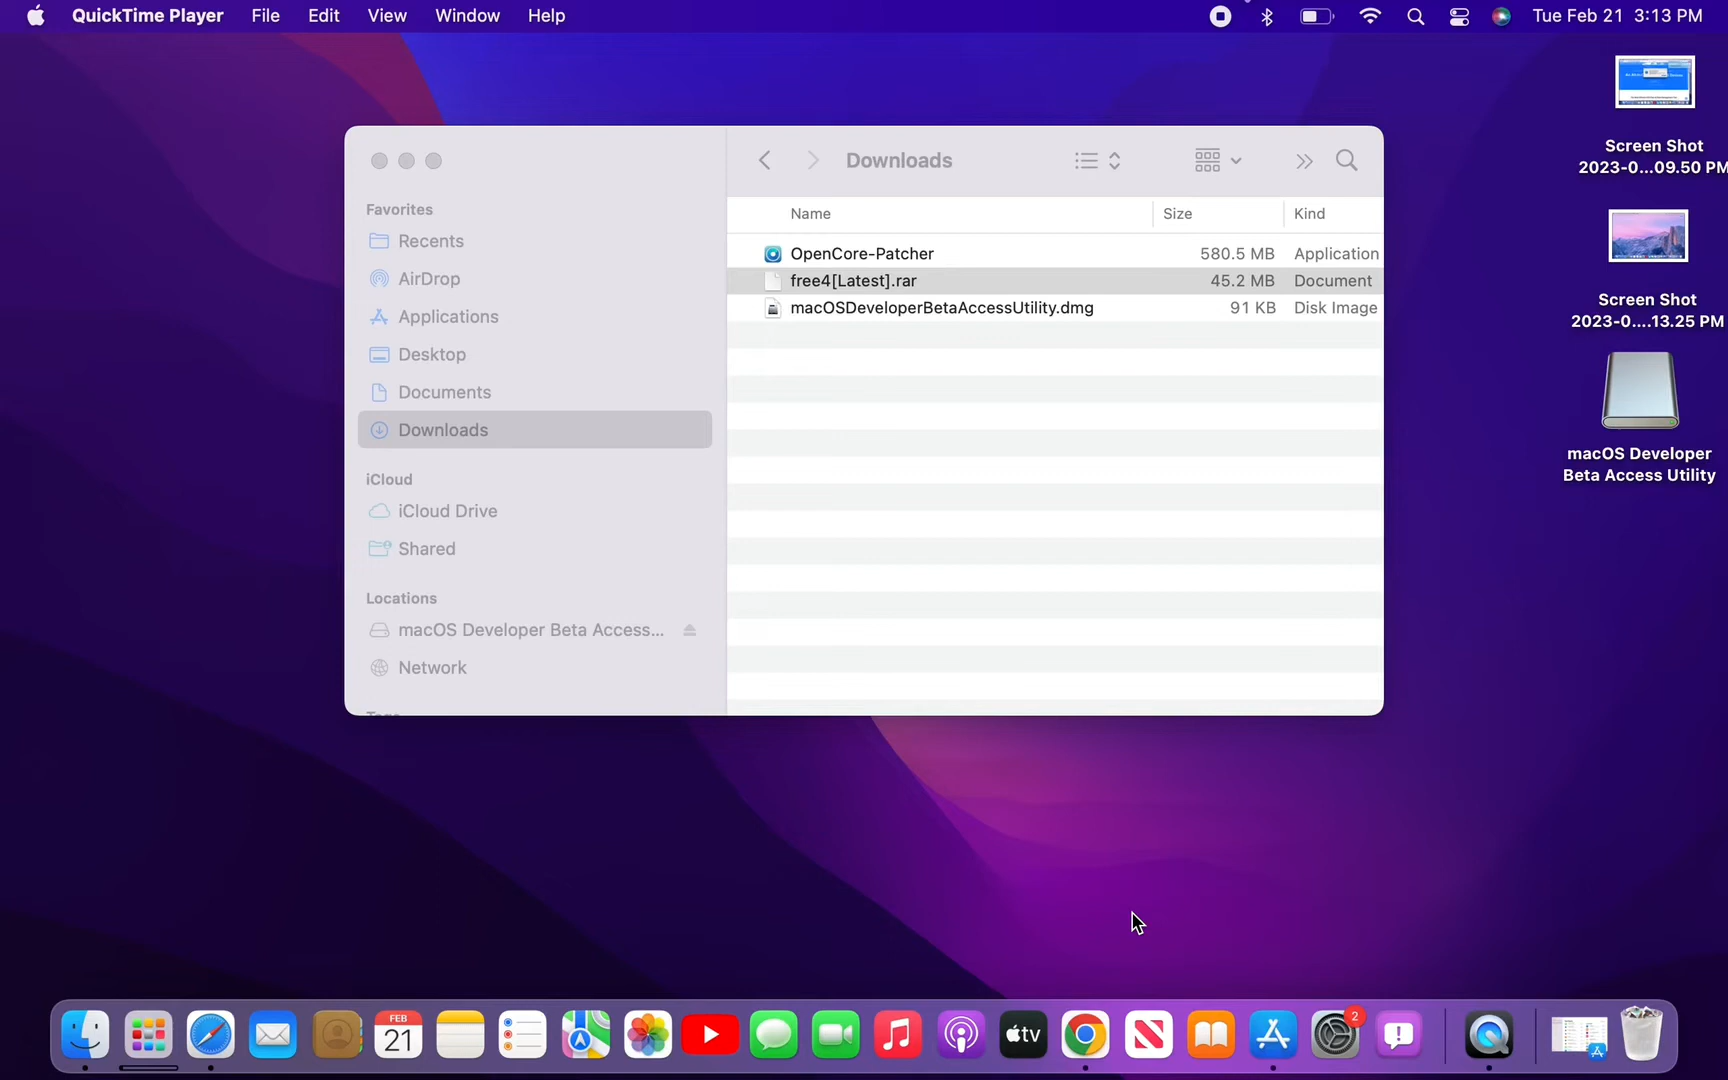 QuickTime Player File Edit View Window Help Tue Feb 21 3:13 PM
Screen Shot
2023-0...09.50 PM
Screen Shot
2023-0....13.25 PM
macOS Developer
Beta Access Utility
Downloads
Name Size Kind
OpenCore-Patcher 580.5 MB Application
free4[Latest].rar 45.2 MB Document
macOSDeveloperBetaAccessUtility.dmg 91 KB Disk Image
Favorites
Recents
AirDrop
Applications
Desktop
Documents
Downloads
iCloud
iCloud Drive
Shared
Locations
macOS Developer Beta Access...
Network
FEB
21
tv
2